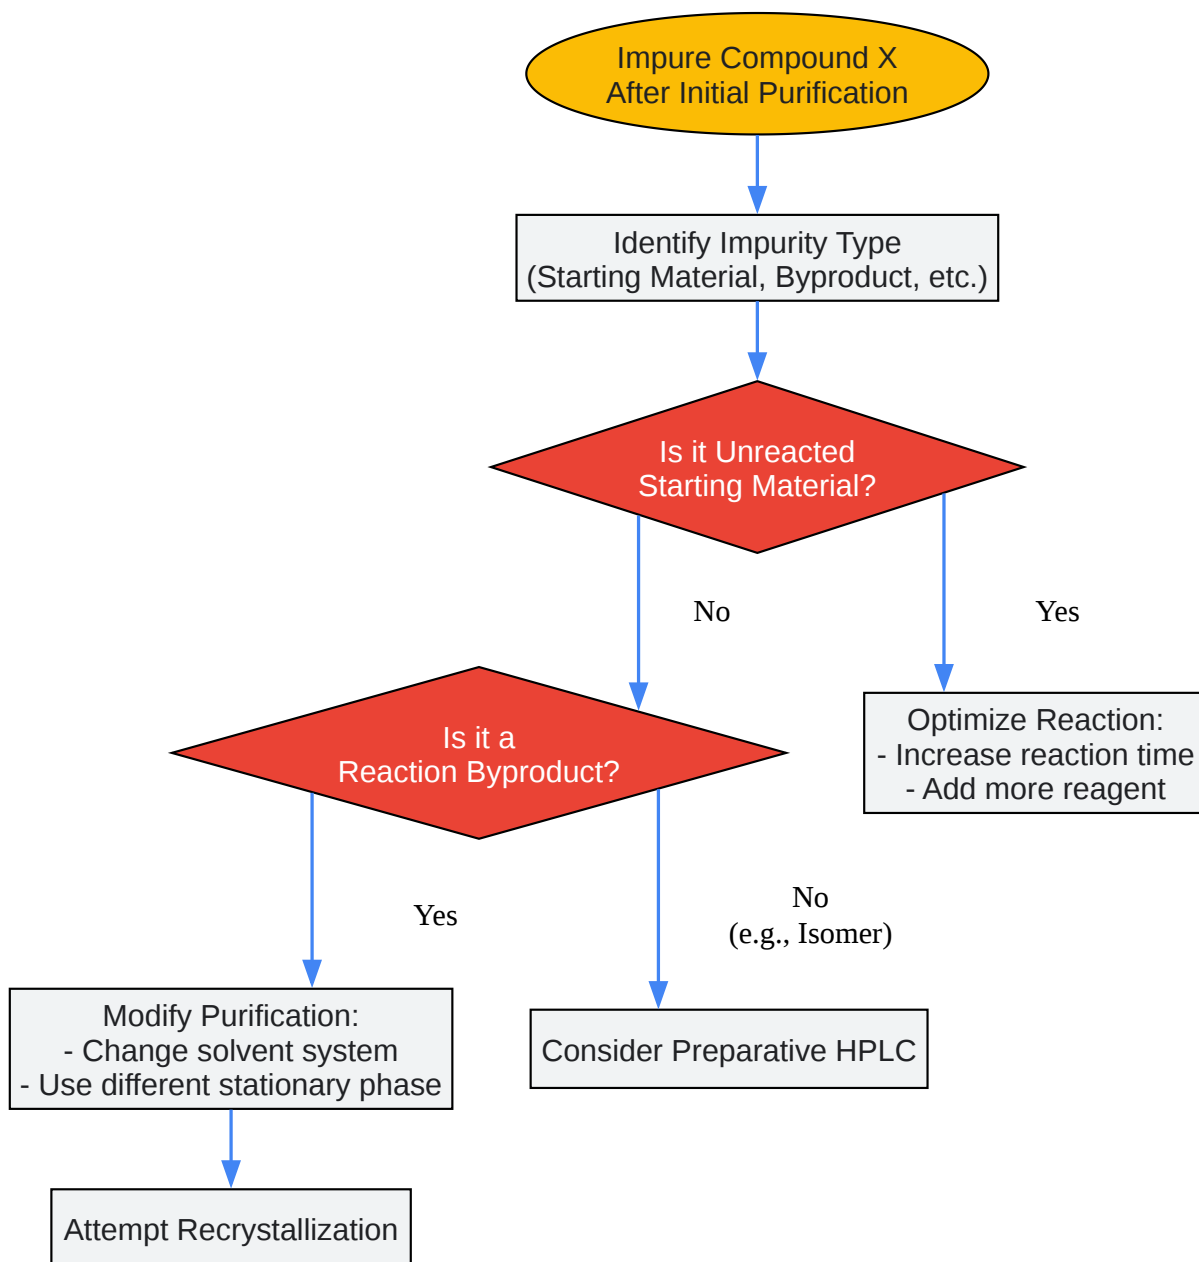 Impure Compound X
After Initial Purification
Identify Impurity Type
(Starting Material, Byproduct, etc.)
Is it Unreacted
Starting Material?
No
Yes
Is it a
Reaction Byproduct?
Optimize Reaction:
- Increase reaction time
- Add more reagent
Yes
No
(e.g., Isomer)
Modify Purification:
- Change solvent system
- Use different stationary phase
Consider Preparative HPLC
Attempt Recrystallization